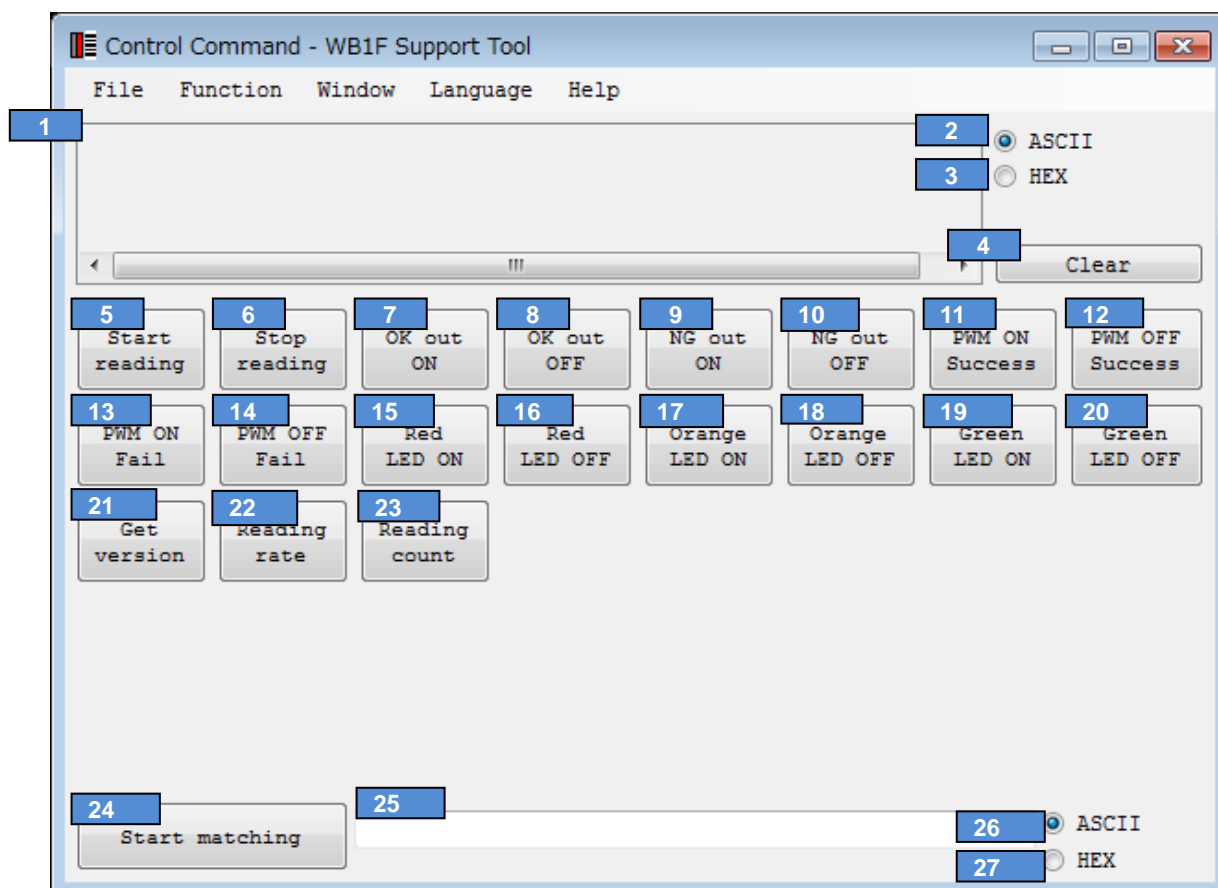 Control Command - WB1F Support Tool
File Function Window Language Help
1
2 ASCII
3 HEX
4
Clear
5 6 7 8 9 10 11 12
Start Stop OK out OK out NG out NG out PWM ON PWM OFF
reading reading ON OFF ON OFF Success Success
13 14 15 16 17 18 19 20
PWM ON PWM OFF Red Red Orange Orange Green Green
Fail Fail LED ON LED OFF LED ON LED OFF LED ON LED OFF
21 22 23
Get Reading Reading
version rate count
24 25
Start matching
26 ASCII
27 HEX